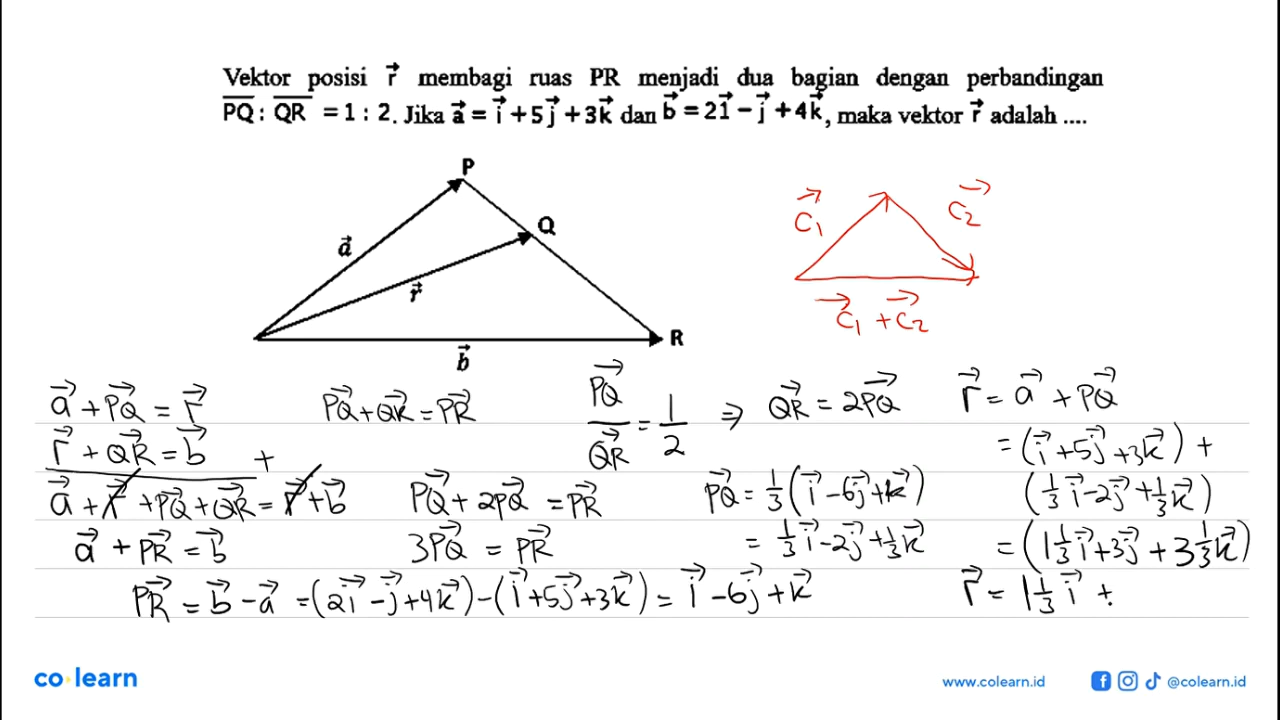 Vektor posisi r⃗ membagi ruas PR menjadi dua bagian dengan perbandingan
P̅Q̅ : Q̅R̅ = 1 : 2. Jika a⃗ = i⃗ + 5j⃗ + 3k⃗ dan b⃗ = 2i⃗ − j⃗ + 4k⃗, maka vektor r⃗ adalah ....
P
Q
a⃗
r⃗
R
b⃗
c₁⃗
c₂⃗
c₁⃗ + c₂⃗
a⃗ + PQ⃗ = r⃗
r⃗ + QR⃗ = b⃗ +
a⃗ + r⃗ + PQ⃗ + QR⃗ = r⃗ + b⃗
a⃗ + PR⃗ = b⃗
PR⃗ = b⃗ - a⃗ = (2i⃗ - j⃗ + 4k⃗) - (i⃗ + 5j⃗ + 3k⃗) = i⃗ - 6j⃗ + k⃗
PQ⃗ + QR⃗ = PR⃗
PQ⃗ / QR⃗ = 1/2 ⇒ QR⃗ = 2PQ⃗
PQ⃗ + 2PQ⃗ = PR⃗
3PQ⃗ = PR⃗
PQ⃗ = 1/3 (i⃗ - 6j⃗ + k⃗)
= 1/3 i⃗ - 2j⃗ + 1/3 k⃗
r⃗ = a⃗ + PQ⃗
= (i⃗ + 5j⃗ + 3k⃗) +
(1/3 i⃗ - 2j⃗ + 1/3 k⃗)
= (1 1/3 i⃗ + 3j⃗ + 3 1/3 k⃗)
r⃗ = 1 1/3 i⃗ +
co learn
www.colearn.id
@colearn.id